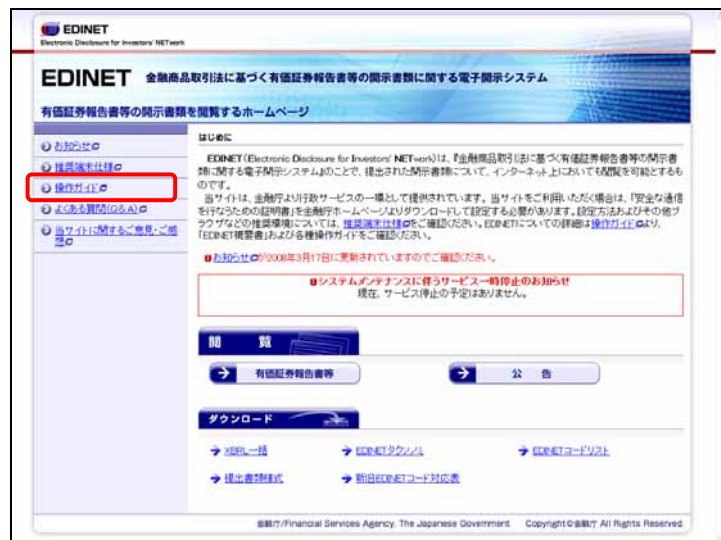 EDINET
Electronic Disclosure for Investors' NETwork
EDINET 金融商品取引法に基づく有価証券報告書等の開示書類に関する電子開示システム
有価証券報告書等の開示書類を閲覧するホームページ
お知らせ
推奨端末仕様
操作ガイド
よくある質問(Q&A)
当サイトに関するご意見・ご感
想
はじめに
EDINET(Electronic Disclosure for Investors' NETwork)は、『金融商品取引法に基づく有価証券報告書等の開示書
類に関する電子開示システム』のことで、提出された開示書類について、インターネット上においても閲覧を可能とするも
のです。
当サイトは、金融庁より行政サービスの一環として提供されています。当サイトをご利用いただく場合は、「安全な通信
を行なうための証明書」を金融庁ホームページよりダウンロードして設定する必要があります。設定方法およびその他ブ
ラウザなどの推奨環境については、推奨端末仕様をご確認ください。EDINETについての詳細は操作ガイドより、
「EDINET概要書」および各種操作ガイドをご確認ください。
お知らせが2008年3月17日に更新されていますのでご確認ください。
システムメンテナンスに伴うサービス一時停止のお知らせ
現在、サービス停止の予定はありません。
閲 覧
有価証券報告書等
公 告
ダウンロード
XBRL一括
EDINETタクソノミ
EDINETコードリスト
提出書類様式
新旧EDINETコード対応表
金融庁/Financial Services Agency, The Japanese Government Copyright©金融庁 All Rights Reserved.